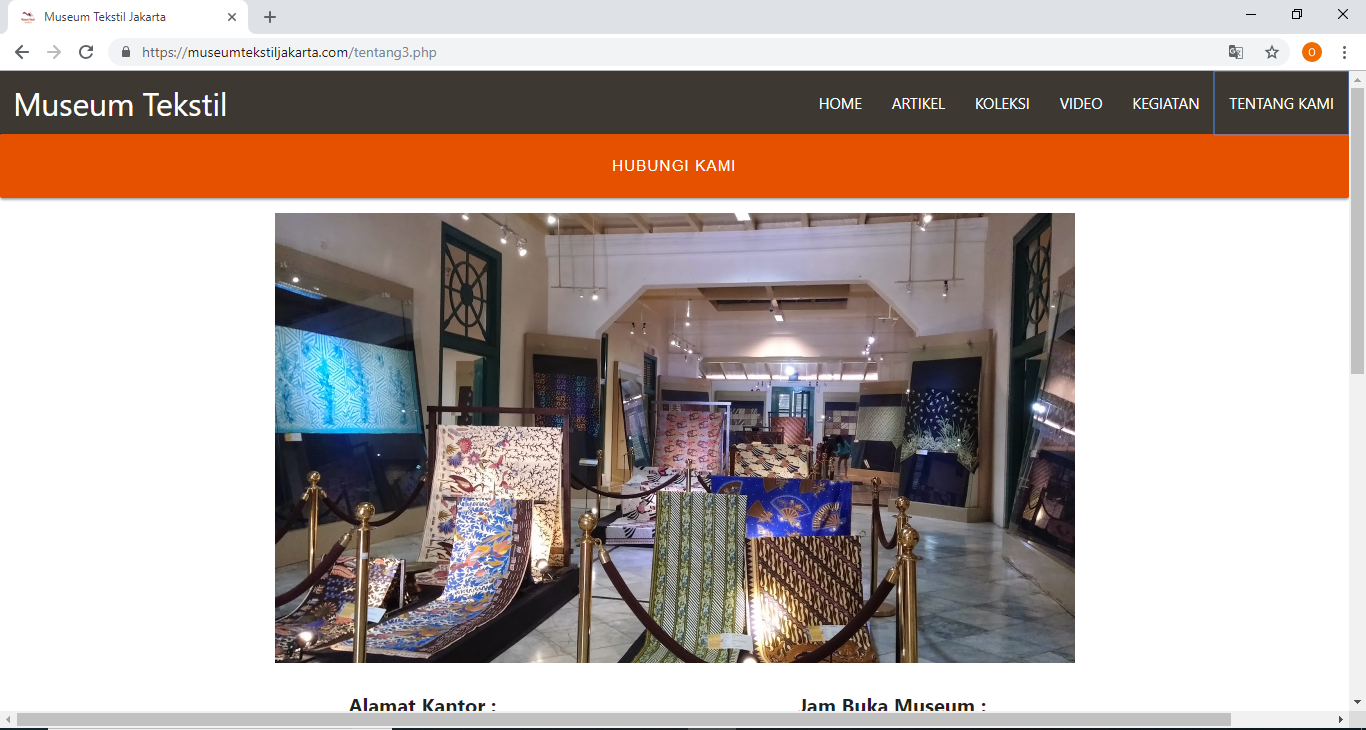 Museum Tekstil Jakarta
https://museumtekstiljakarta.com/tentang3.php
O
Museum Tekstil
HOME ARTIKEL KOLEKSI VIDEO KEGIATAN TENTANG KAMI
HUBUNGI KAMI
Alamat Kantor : Jam Buka Museum :